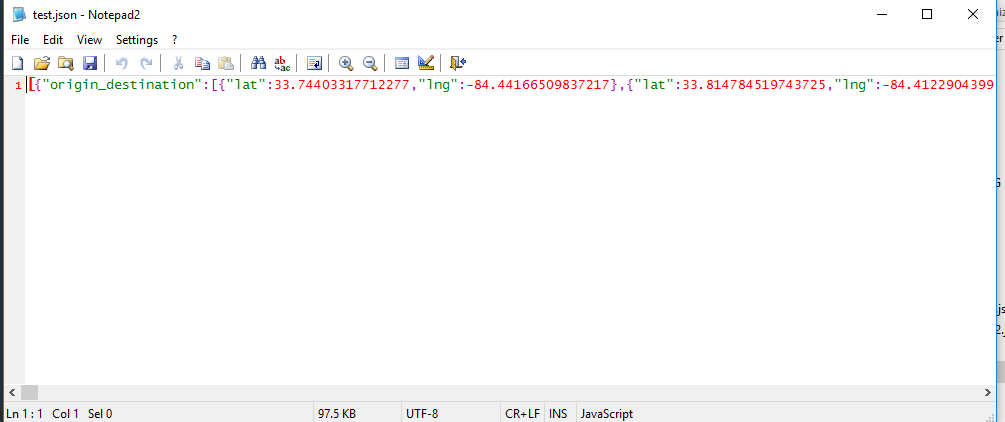 test.json - Notepad2
File Edit View Settings ?
1 [{"origin_destination":[{"lat":33.74403317712277,"lng":-84.44166509837217},{"lat":33.814784519743725,"lng":-84.4122904399
Ln 1 : 1 Col 1 Sel 0 97.5 KB UTF-8 CR+LF INS JavaScript